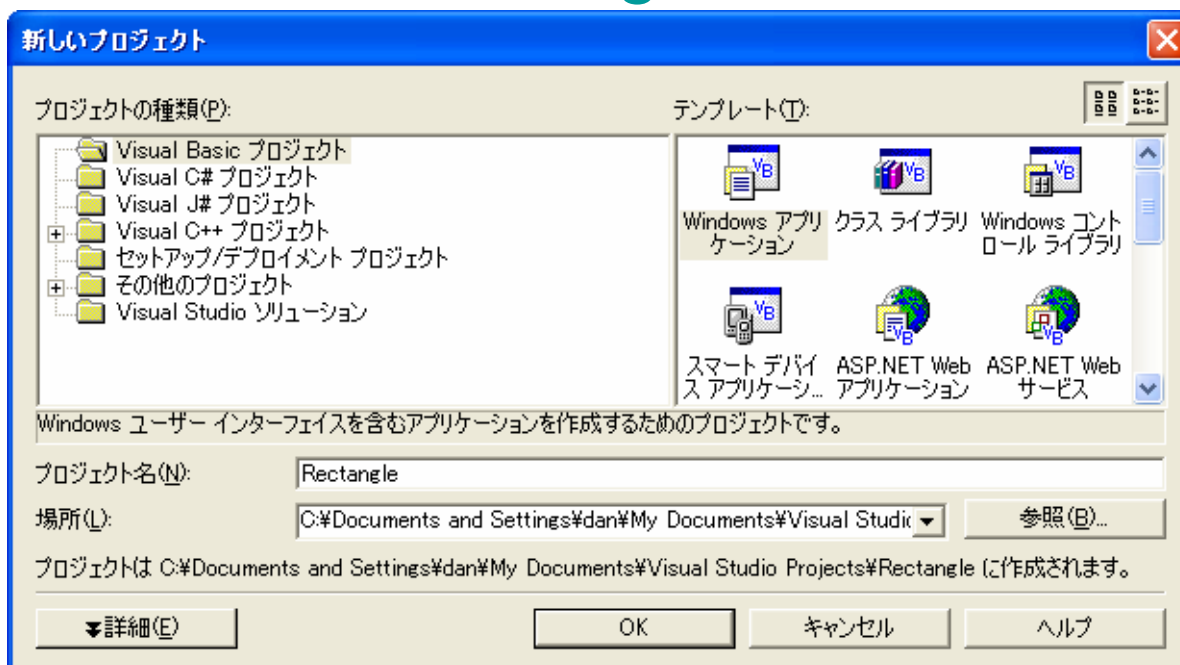 新しいプロジェクト
プロジェクトの種類(P):
テンプレート(T):
Visual Basic プロジェクト
Visual C# プロジェクト
Visual J# プロジェクト
Visual C++ プロジェクト
セットアップ/デプロイメント プロジェクト
その他のプロジェクト
Visual Studio ソリューション
Windows アプリ
ケーション
クラス ライブラリ
Windows コント
ロール ライブラリ
スマート デバイ
ス アプリケーシ...
ASP.NET Web
アプリケーション
ASP.NET Web
サービス
Windows ユーザー インターフェイスを含むアプリケーションを作成するためのプロジェクトです。
プロジェクト名(N):
Rectangle
場所(L):
C:¥Documents and Settings¥dan¥My Documents¥Visual Studic
参照(B)...
プロジェクトは C:¥Documents and Settings¥dan¥My Documents¥Visual Studio Projects¥Rectangle に作成されます。
詳細(E)
OK
キャンセル
ヘルプ